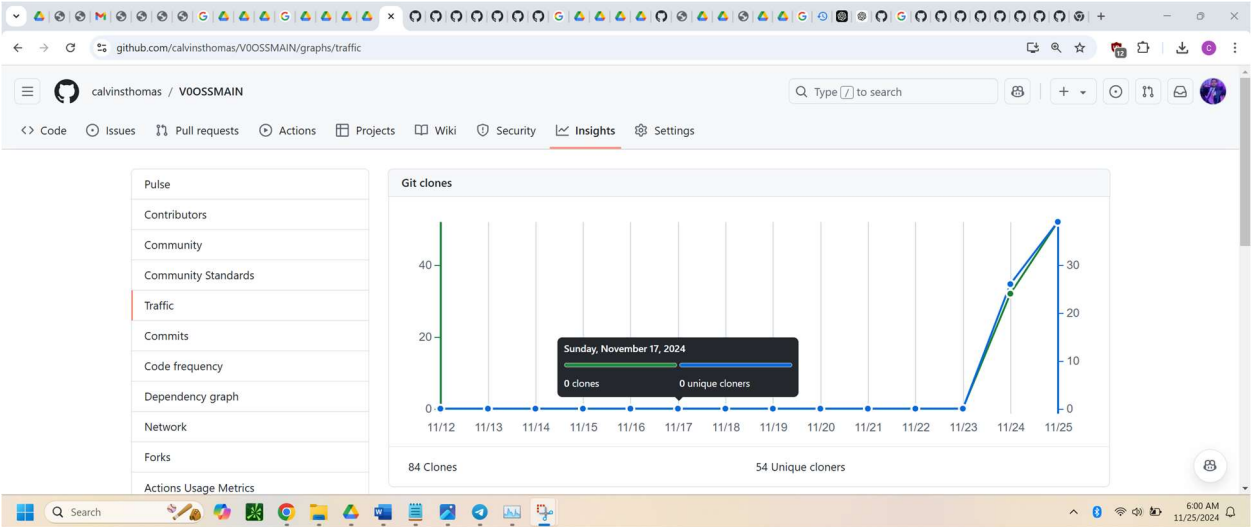 github.com/calvinsthomas/V0OSSMAIN/graphs/traffic
12
C
calvinsthomas / V0OSSMAIN
Type / to search
Code Issues Pull requests Actions Projects Wiki Security Insights Settings
Pulse
Contributors
Community
Community Standards
Traffic
Commits
Code frequency
Dependency graph
Network
Forks
Actions Usage Metrics
Git clones
40
30
20
20
10
0
0
Sunday, November 17, 2024
0 clones 0 unique cloners
11/12 11/13 11/14 11/15 11/16 11/17 11/18 11/19 11/20 11/21 11/22 11/23 11/24 11/25
84 Clones 54 Unique cloners
Search
6:00 AM
11/25/2024